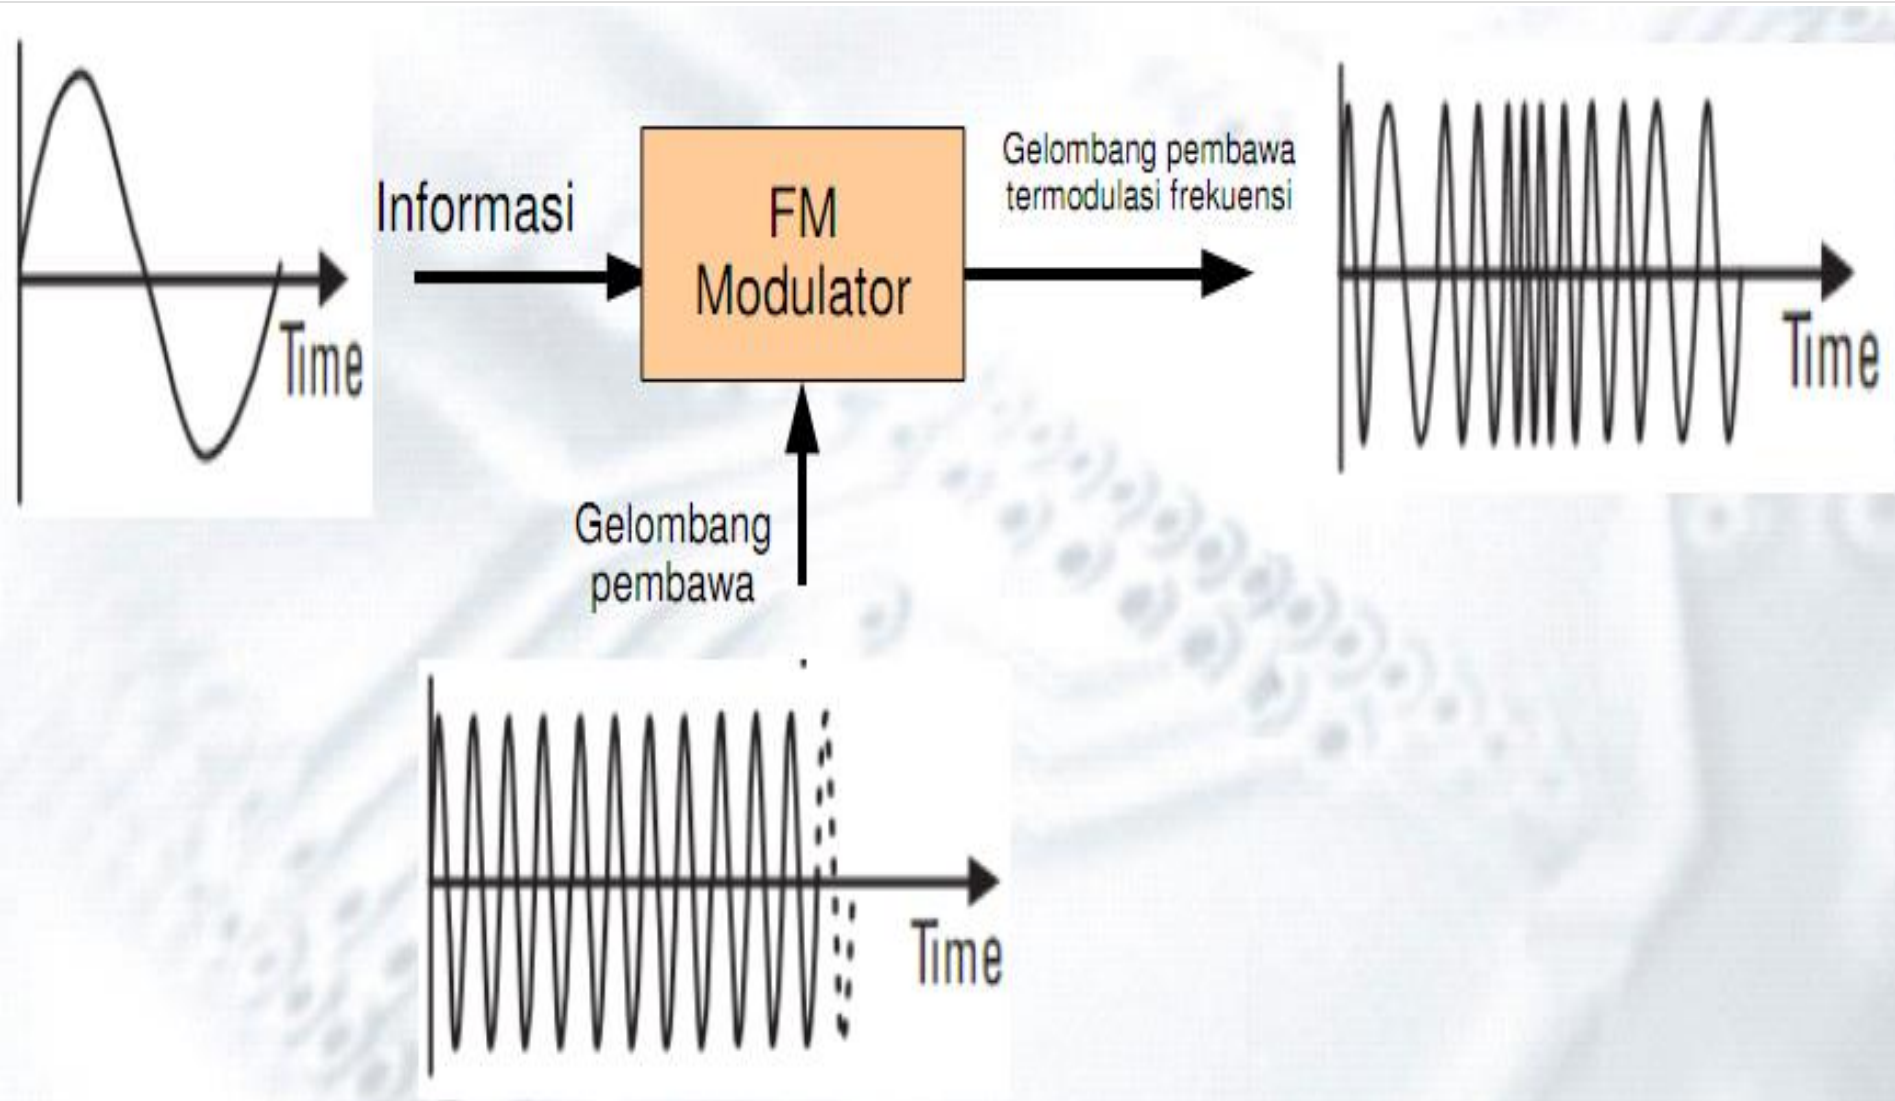 Time
Informasi
FM
Modulator
Gelombang pembawa
termodulasi frekuensi
Time
Gelombang
pembawa
Time